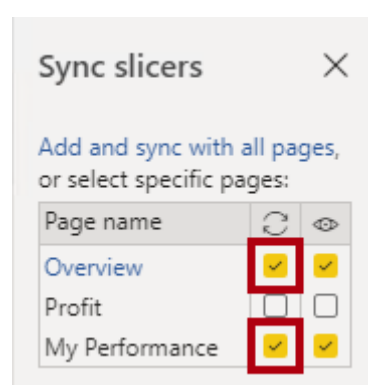 Sync slicers
Add and sync with all pages,
or select specific pages:
Page name
Overview
Profit
My Performance